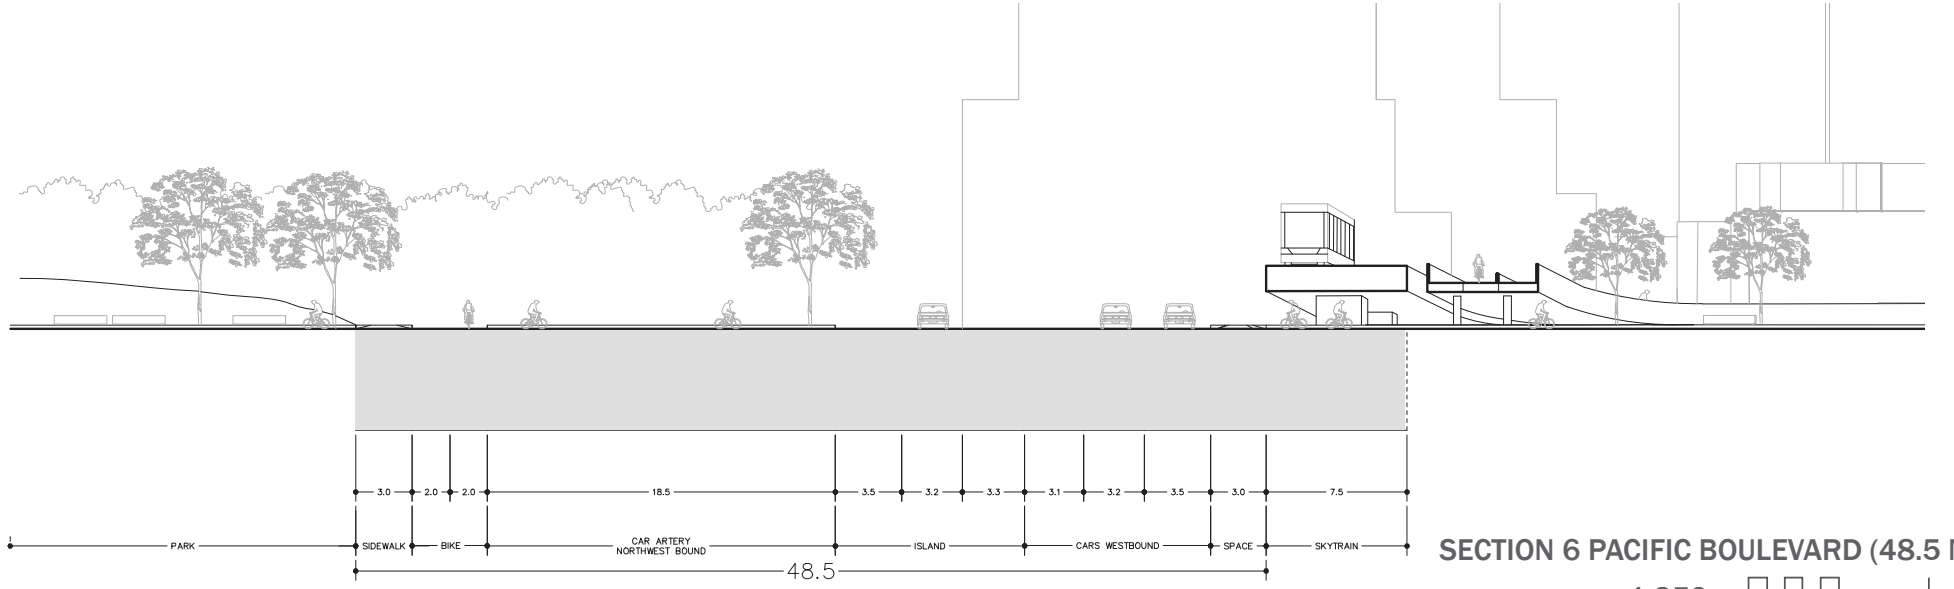 3.0 2.0 2.0 18.5 3.5 3.2 3.3 3.1 3.2 3.5 3.0 7.5
PARK SIDEWALK BIKE CAR ARTERY NORTHWEST BOUND ISLAND CARS WESTBOUND SPACE SKYTRAIN
48.5
SECTION 6 PACIFIC BOULEVARD (48.5